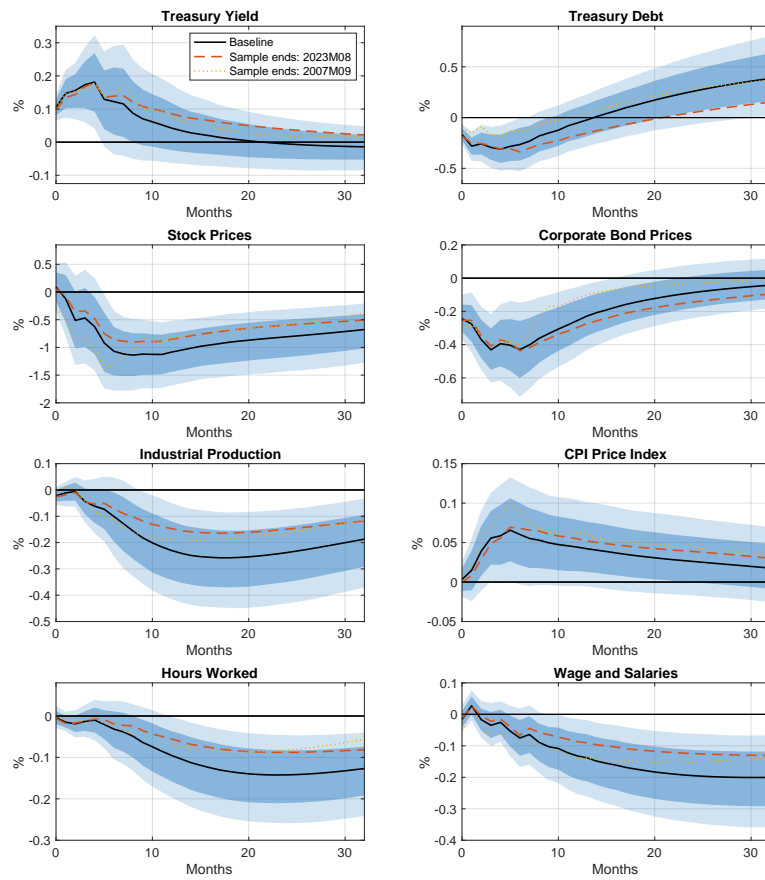 Treasury Yield
%
0.3
0.2
0.1
0
-0.1
Baseline
Sample ends: 2023M08
Sample ends: 2007M09
0 10 20 30
Months
Treasury Debt
%
0.5
0
-0.5
0 10 20 30
Months
Stock Prices
%
0.5
0
-0.5
-1
-1.5
-2
0 10 20 30
Months
Corporate Bond Prices
%
0.2
0
-0.2
-0.4
-0.6
0 10 20 30
Months
Industrial Production
%
0.1
0
-0.1
-0.2
-0.3
-0.4
-0.5
0 10 20 30
Months
CPI Price Index
%
0.15
0.1
0.05
0
-0.05
0 10 20 30
Months
Hours Worked
%
0
-0.1
-0.2
-0.3
0 10 20 30
Months
Wage and Salaries
%
0.1
0
-0.1
-0.2
-0.3
-0.4
0 10 20 30
Months